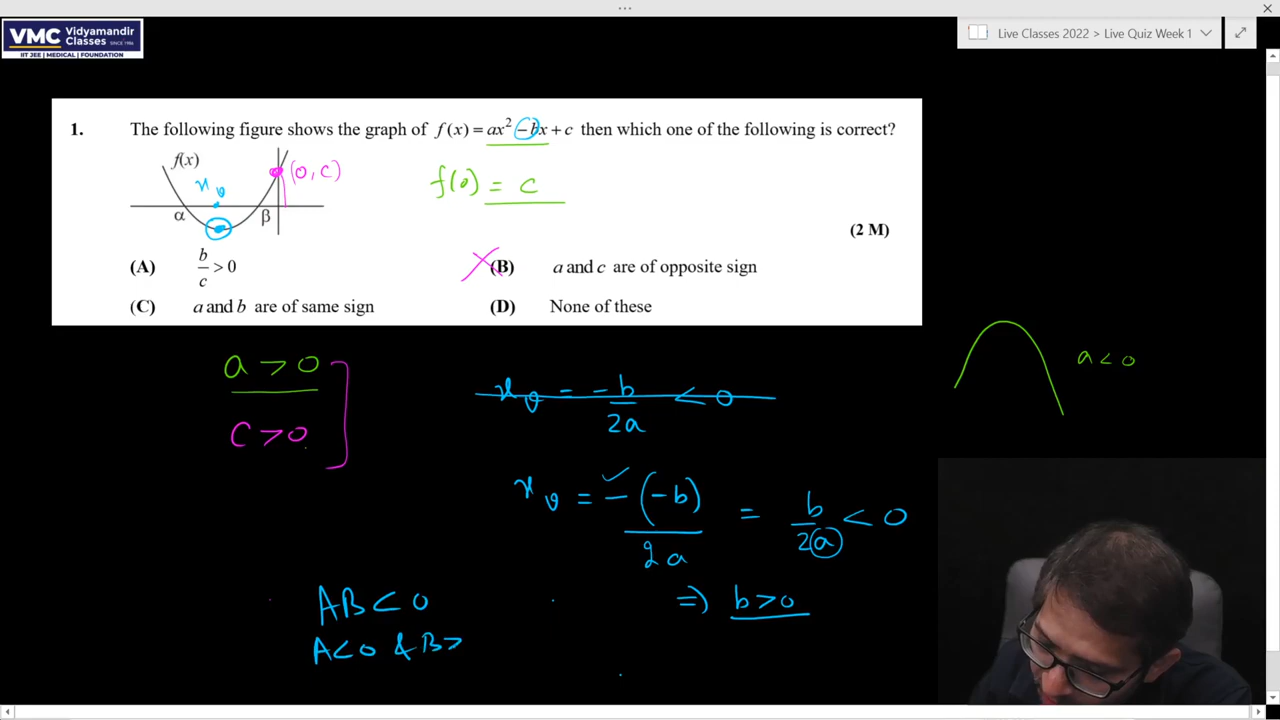 ...
VMC Vidyamandir Classes SINCE 1986
IIT JEE | MEDICAL | FOUNDATION
Live Classes 2022 > Live Quiz Week 1
1. The following figure shows the graph of f(x) = ax² − bx + c then which one of the following is correct?
f(x)
x_v
(0, C)
α
β
f(0) = c
(2 M)
(A) b/c > 0
(B) a and c are of opposite sign
(C) a and b are of same sign
(D) None of these
a > 0
C > 0
x_v = -b/2a < 0
a < 0
x_v = -(-b)/2a = b/2a < 0
⇒ b > 0
AB < 0
A < 0 & B >